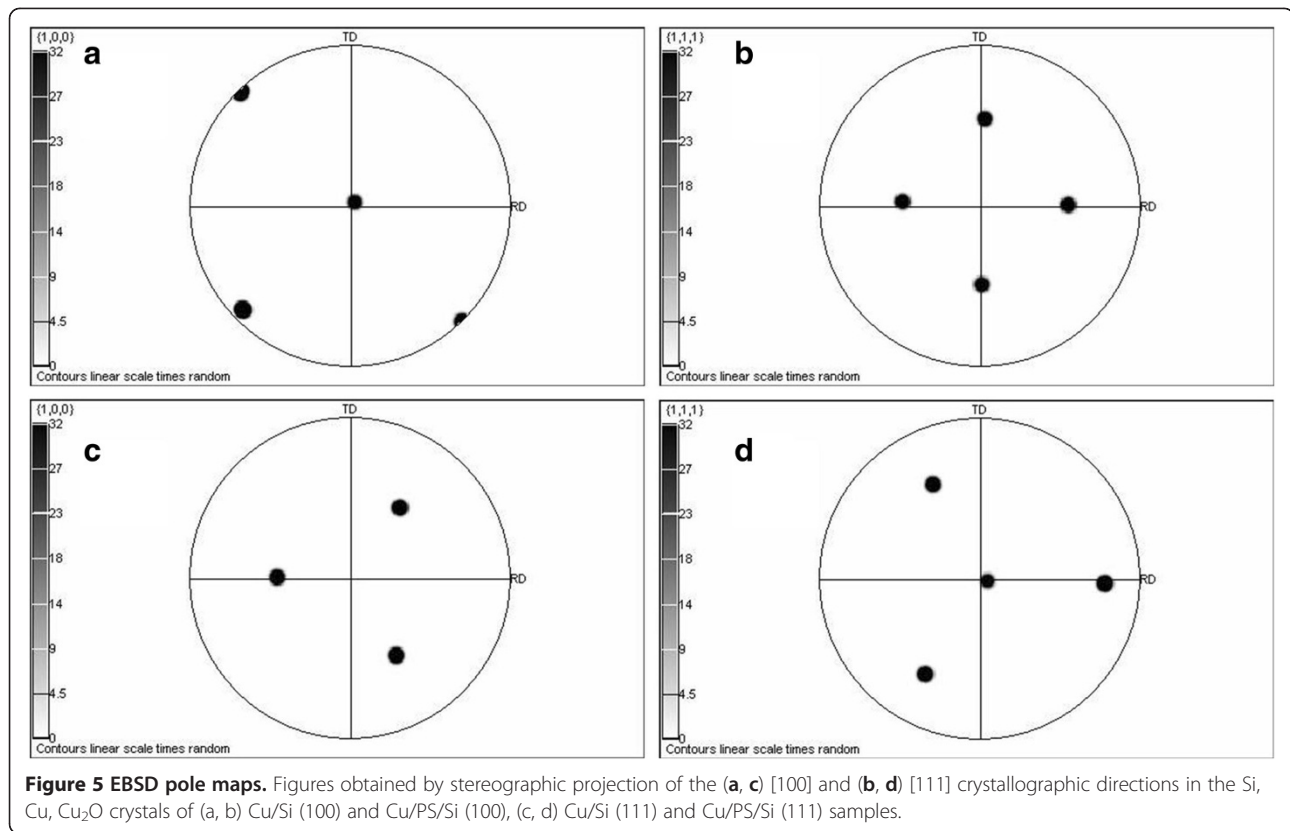 {1,0,0}
32
27
23
18
14
9
4.5
0
a
TD
RD
Contours linear scale times random
{1,1,1}
32
27
23
18
14
9
4.5
0
b
TD
RD
Contours linear scale times random
{1,0,0}
32
27
23
18
14
9
4.5
0
c
TD
RD
Contours linear scale times random
{1,1,1}
32
27
23
18
14
9
4.5
0
d
TD
RD
Contours linear scale times random
Figure 5 EBSD pole maps. Figures obtained by stereographic projection of the (a, c) [100] and (b, d) [111] crystallographic directions in the Si,
Cu, Cu₂O crystals of (a, b) Cu/Si (100) and Cu/PS/Si (100), (c, d) Cu/Si (111) and Cu/PS/Si (111) samples.